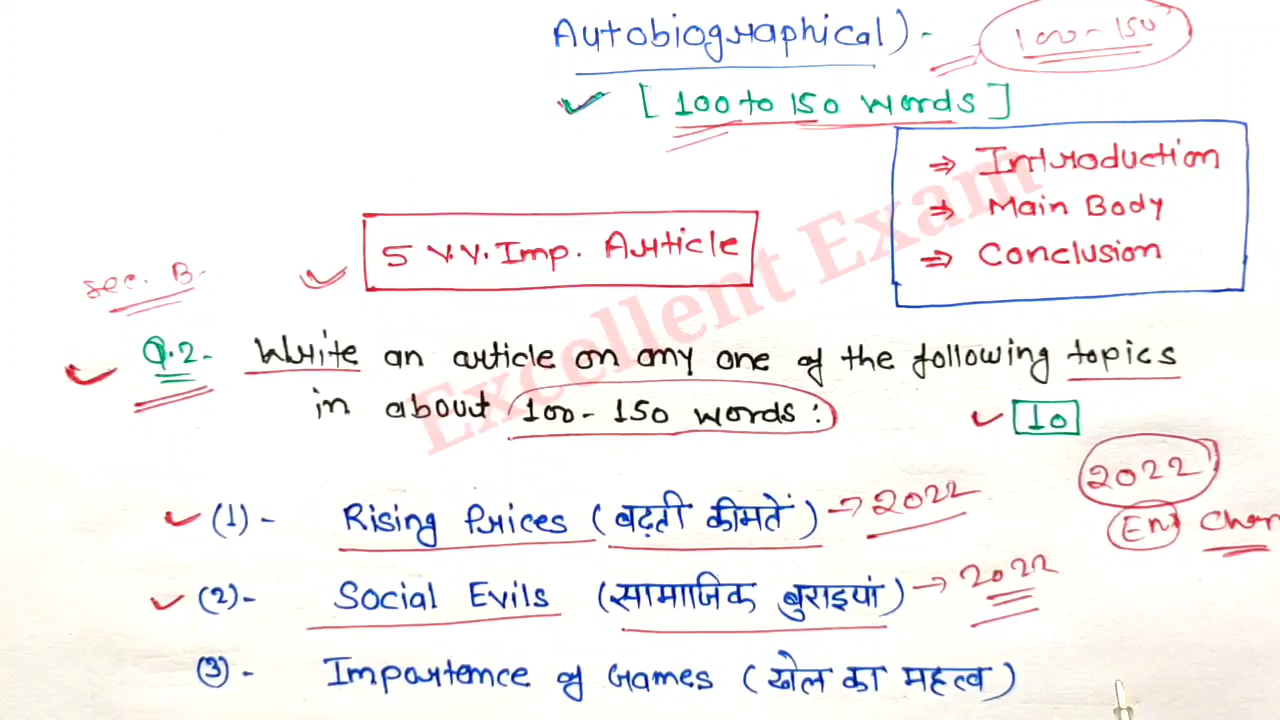 Autobiographical) - 100-150
[100 to 150 words]
⇒ Introduction
⇒ Main Body
⇒ Conclusion
5 V.V. Imp. Article
sec. B-
Q.2- Write an article on any one of the following topics
in about 100-150 words:
10
2022
(1)- Rising Prices (बढ़ती कीमतें) → 2022
(2)- Social Evils (सामाजिक बुराइयां) → 2022
(3)- Importence of Games (खेल का महत्व)
Excellent Exam